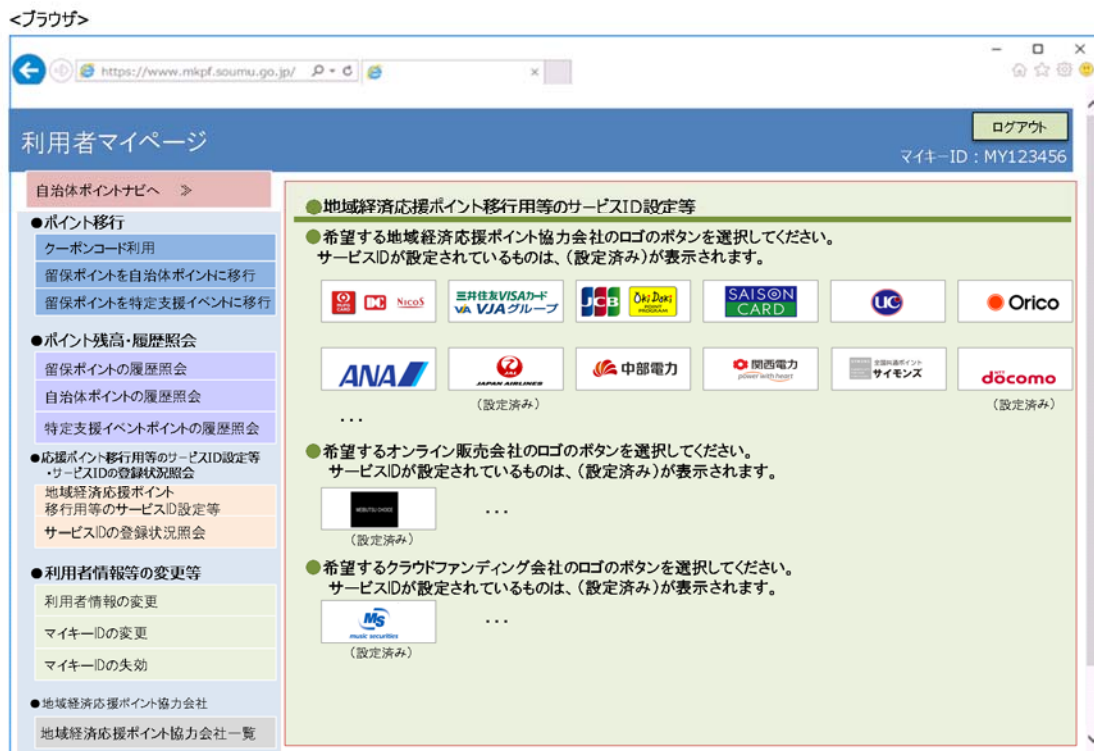 <ブラウザ>
https://www.mkpf.soumu.go.jp/
利用者マイページ
ログアウト
マイキーID：MY123456
自治体ポイントナビへ ≫
●ポイント移行
クーポンコード利用
留保ポイントを自治体ポイントに移行
留保ポイントを特定支援イベントに移行
●ポイント残高・履歴照会
留保ポイントの履歴照会
自治体ポイントの履歴照会
特定支援イベントポイントの履歴照会
●応援ポイント移行用等のサービスID設定等
・サービスIDの登録状況照会
地域経済応援ポイント
移行用等のサービスID設定等
サービスIDの登録状況照会
●利用者情報等の変更等
利用者情報の変更
マイキーIDの変更
マイキーIDの失効
●地域経済応援ポイント協力会社
地域経済応援ポイント協力会社一覧
●地域経済応援ポイント移行用等のサービスID設定等
●希望する地域経済応援ポイント協力会社のロゴのボタンを選択してください。
サービスIDが設定されているものは、（設定済み）が表示されます。
DC NICOS
三井住友VISAカード
VJAグループ
JCB Oki Doki POINT PROGRAM
SAISON CARD
UC
Orico
ANA
JAL JAPAN AIRLINES
中部電力
関西電力
power with heart
全国共通ポイント
サイモンズ
döcomo
（設定済み）
（設定済み）
...
●希望するオンライン販売会社のロゴのボタンを選択してください。
サービスIDが設定されているものは、（設定済み）が表示されます。
MEIBUTSU CHOICE
...
（設定済み）
●希望するクラウドファンディング会社のロゴのボタンを選択してください。
サービスIDが設定されているものは、（設定済み）が表示されます。
MS
music securities
...
（設定済み）